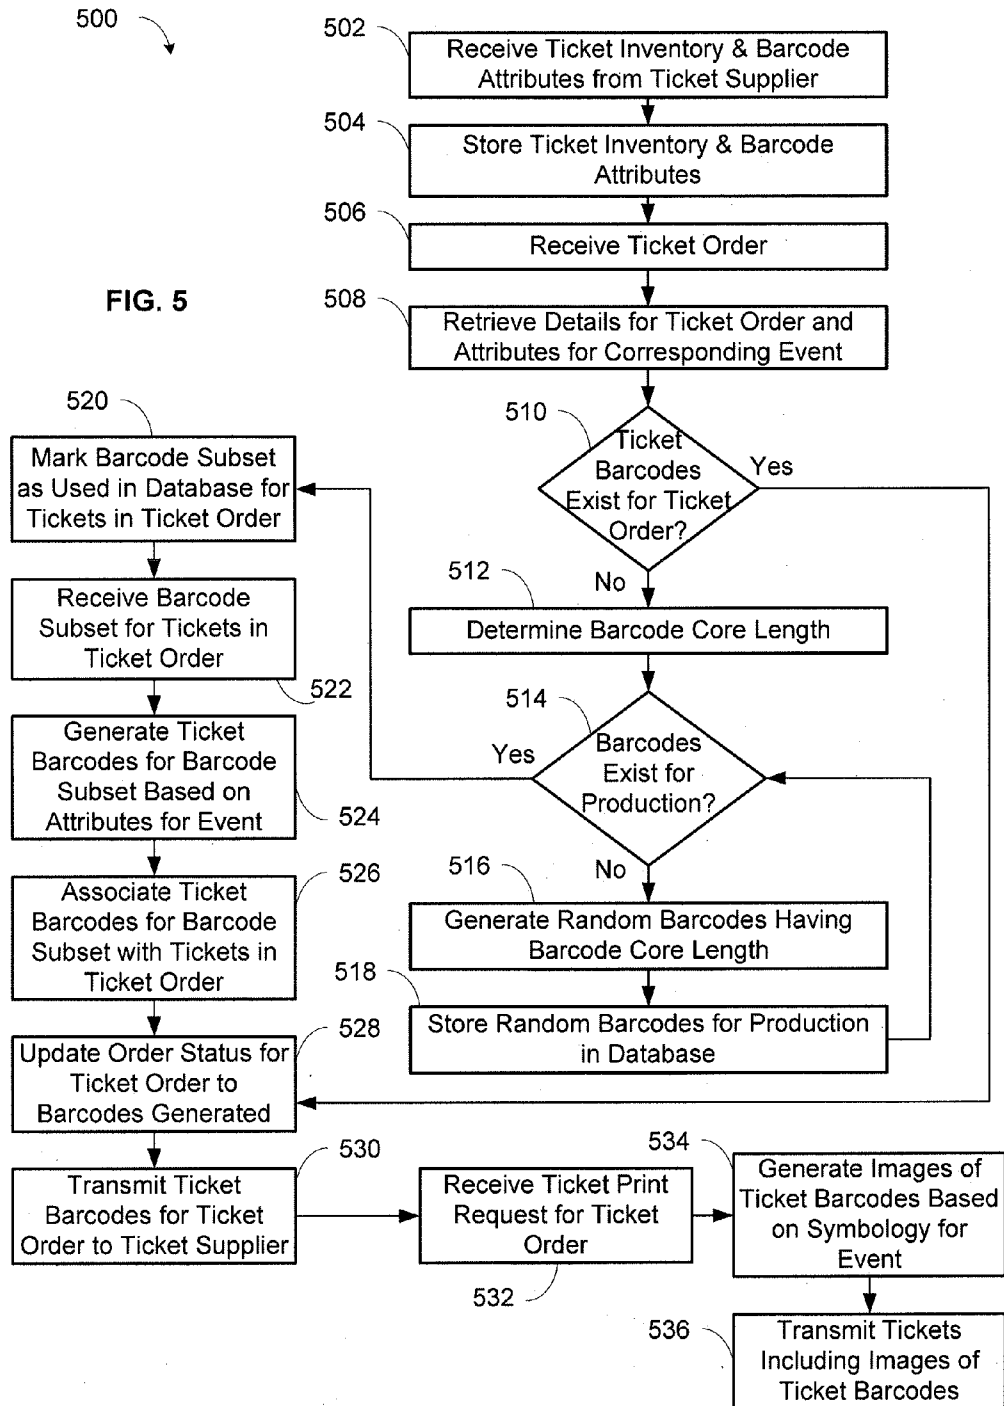 500
502
Receive Ticket Inventory & Barcode
Attributes from Ticket Supplier
504
Store Ticket Inventory & Barcode
Attributes
506
Receive Ticket Order
FIG. 5
508
Retrieve Details for Ticket Order and
Attributes for Corresponding Event
510
Ticket
Barcodes
Exist for Ticket
Order?
Yes
No
512
Determine Barcode Core Length
514
Barcodes
Exist for
Production?
Yes
No
516
Generate Random Barcodes Having
Barcode Core Length
518
Store Random Barcodes for Production
in Database
520
Mark Barcode Subset
as Used in Database for
Tickets in Ticket Order
Receive Barcode
Subset for Tickets in
Ticket Order
522
Generate Ticket
Barcodes for Barcode
Subset Based on
Attributes for Event
524
Associate Ticket
Barcodes for Barcode
Subset with Tickets in
Ticket Order
526
Update Order Status for
Ticket Order to
Barcodes Generated
528
Transmit Ticket
Barcodes for Ticket
Order to Ticket Supplier
530
Receive Ticket Print
Request for Ticket
Order
532
534
Generate Images of
Ticket Barcodes Based
on Symbology for
Event
536
Transmit Tickets
Including Images of
Ticket Barcodes